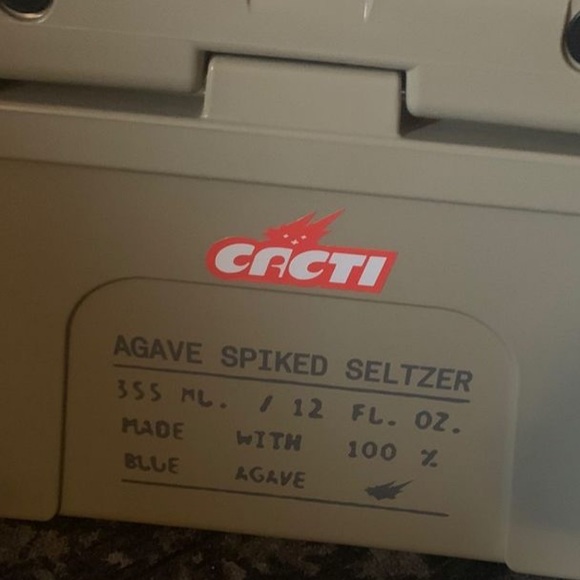 CACTI
AGAVE SPIKED SELTZER
355 ML. / 12 FL. OZ.
MADE WITH 100 %
BLUE AGAVE